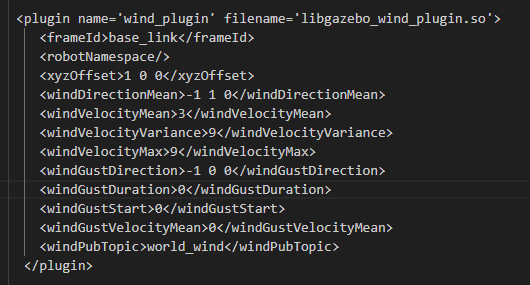 <plugin name='wind_plugin' filename='libgazebo_wind_plugin.so'>
<frameId>base_link</frameId>
<robotNamespace/>
<xyzOffset>1 0 0</xyzOffset>
<windDirectionMean>-1 1 0</windDirectionMean>
<windVelocityMean>3</windVelocityMean>
<windVelocityVariance>9</windVelocityVariance>
<windVelocityMax>9</windVelocityMax>
<windGustDirection>-1 0 0</windGustDirection>
<windGustDuration>0</windGustDuration>
<windGustStart>0</windGustStart>
<windGustVelocityMean>0</windGustVelocityMean>
<windPubTopic>world_wind</windPubTopic>
</plugin>